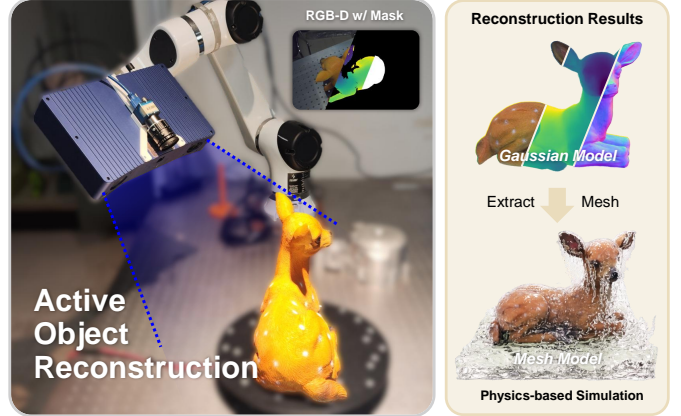 RGB-D w/ Mask
Active
Object
Reconstruction
Reconstruction Results
Gaussian Model
Extract Mesh
Mesh Model
Physics-based Simulation